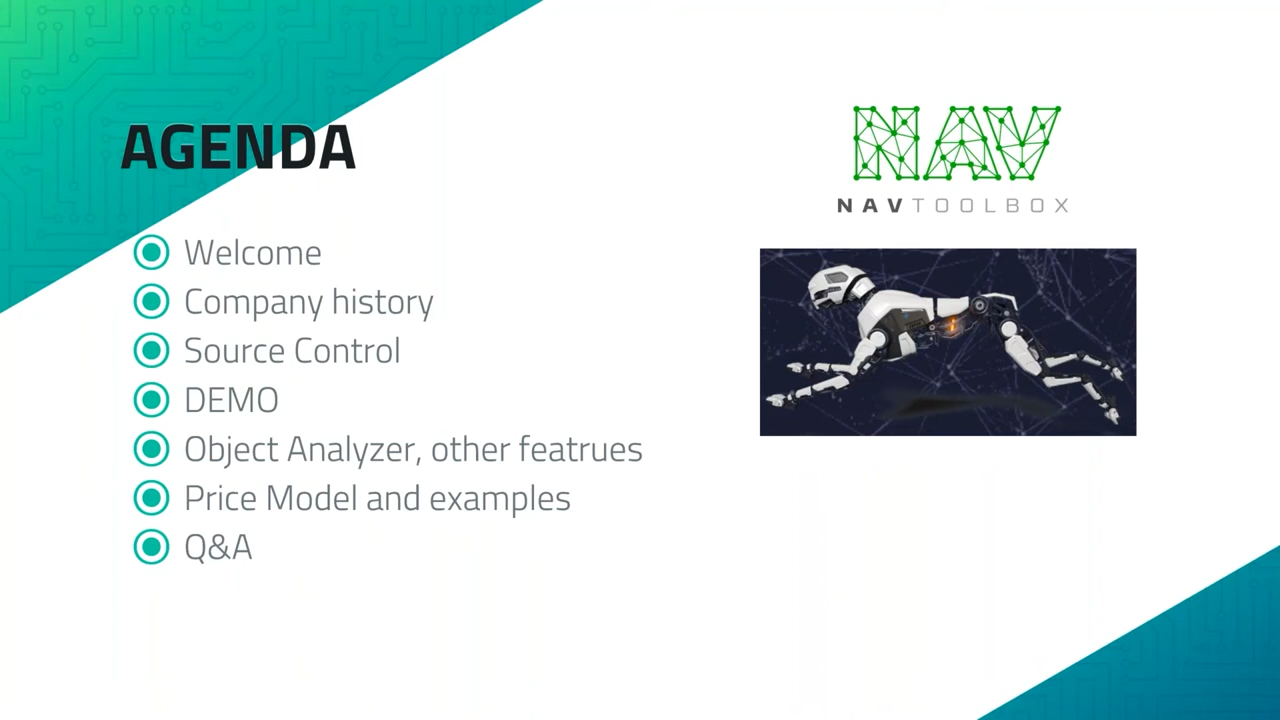 AGENDA
Welcome
Company history
Source Control
DEMO
Object Analyzer, other featrues
Price Model and examples
Q&A
NAV
NAVTOOLBOX